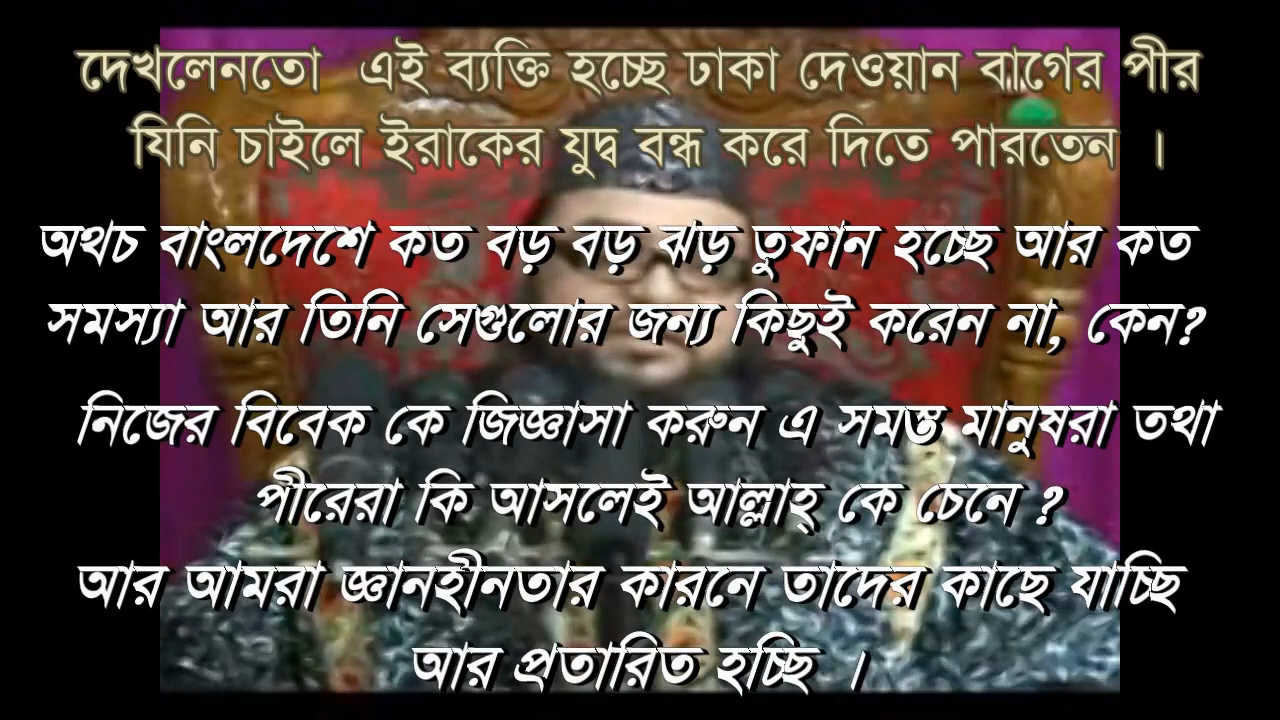 দেখলেনতো এই ব্যক্তি হচ্ছে ঢাকা দেওয়ান বাগের পীর
যিনি চাইলে ইরাকের যুদ্ব বন্ধ করে দিতে পারতেন ।
অথচ বাংলদেশে কত বড় বড় ঝড় তুফান হচ্ছে আর কত
সমস্যা আর তিনি সেগুলোর জন্য কিছুই করেন না, কেন?
নিজের বিবেক কে জিজ্ঞাসা করুন এ সমস্ত মানুষরা তথা
পীরেরা কি আসলেই আল্লাহ্ কে চেনে ?
আর আমরা জ্ঞানহীনতার কারনে তাদের কাছে যাচ্ছি
আর প্রতারিত হচ্ছি ।